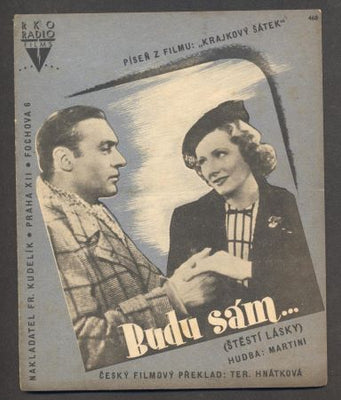 RKO
RADIO
FILMS
468
PÍSEŇ Z FILMU: „KRAJKOVÝ ŠÁTEK"
NAKLADATEL FR. KUDELÍK • PRAHA XII • FOCHOVA 6
Budu sám...
(ŠTĚSTÍ LÁSKY)
HUDBA: MARTINI
ČESKÝ FILMOVÝ PŘEKLAD: TER. HNÁTKOVÁ